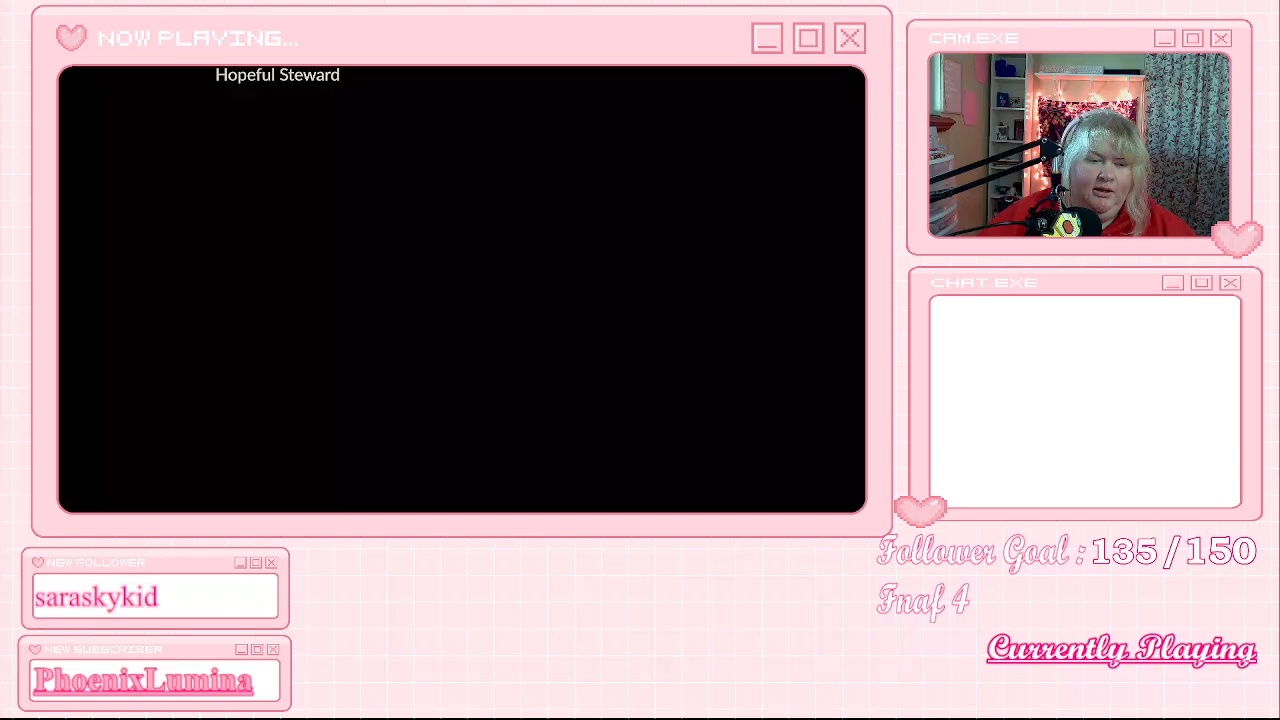 NOW PLAYING...
Hopeful Steward
CAM.EXE
CHAT.EXE
Follower Goal : 135/150
Fnaf 4
Currently Playing
NEW FOLLOWER
saraskykid
NEW SUBSCRIBER
PhoenixLumina